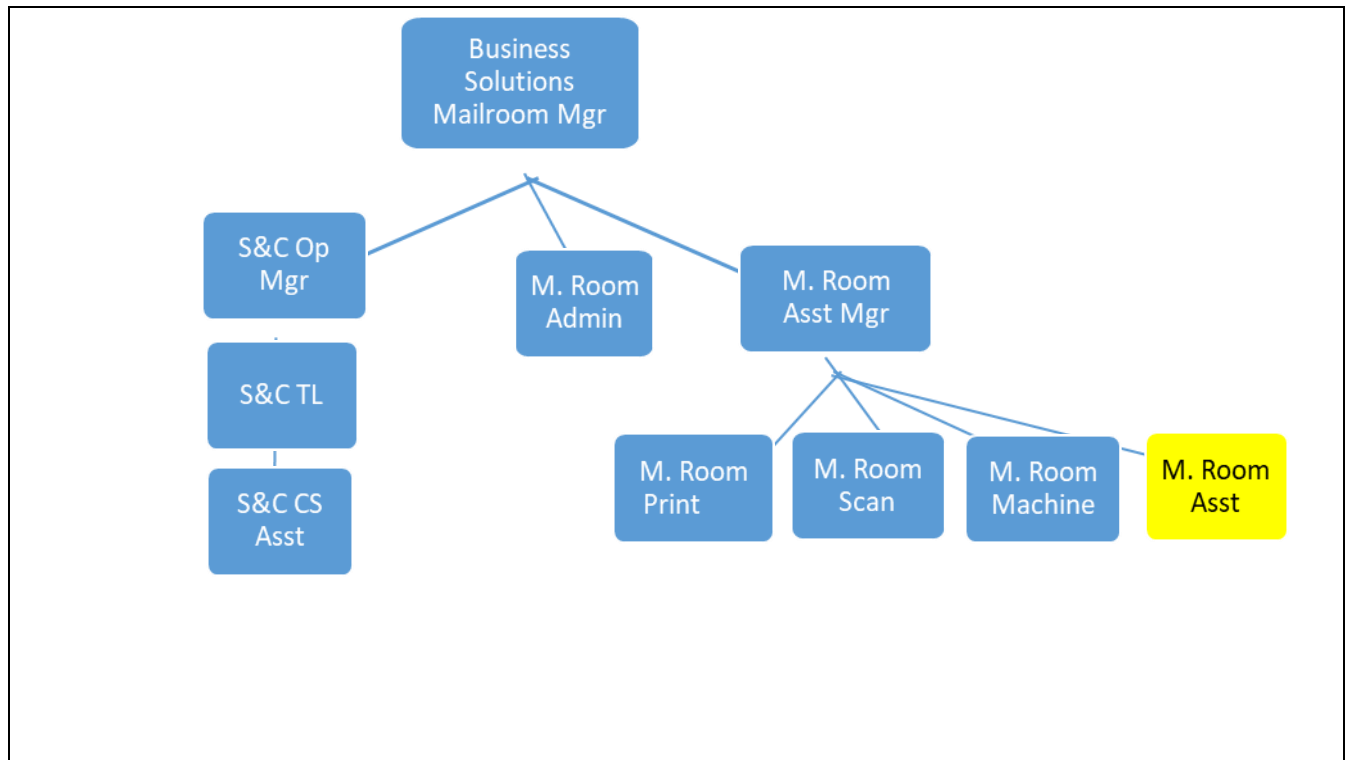 Business
Solutions
Mailroom Mgr
S&C Op
Mgr
M. Room
Admin
M. Room
Asst Mgr
S&C TL
S&C CS
Asst
M. Room
Print
M. Room
Scan
M. Room
Machine
M. Room
Asst